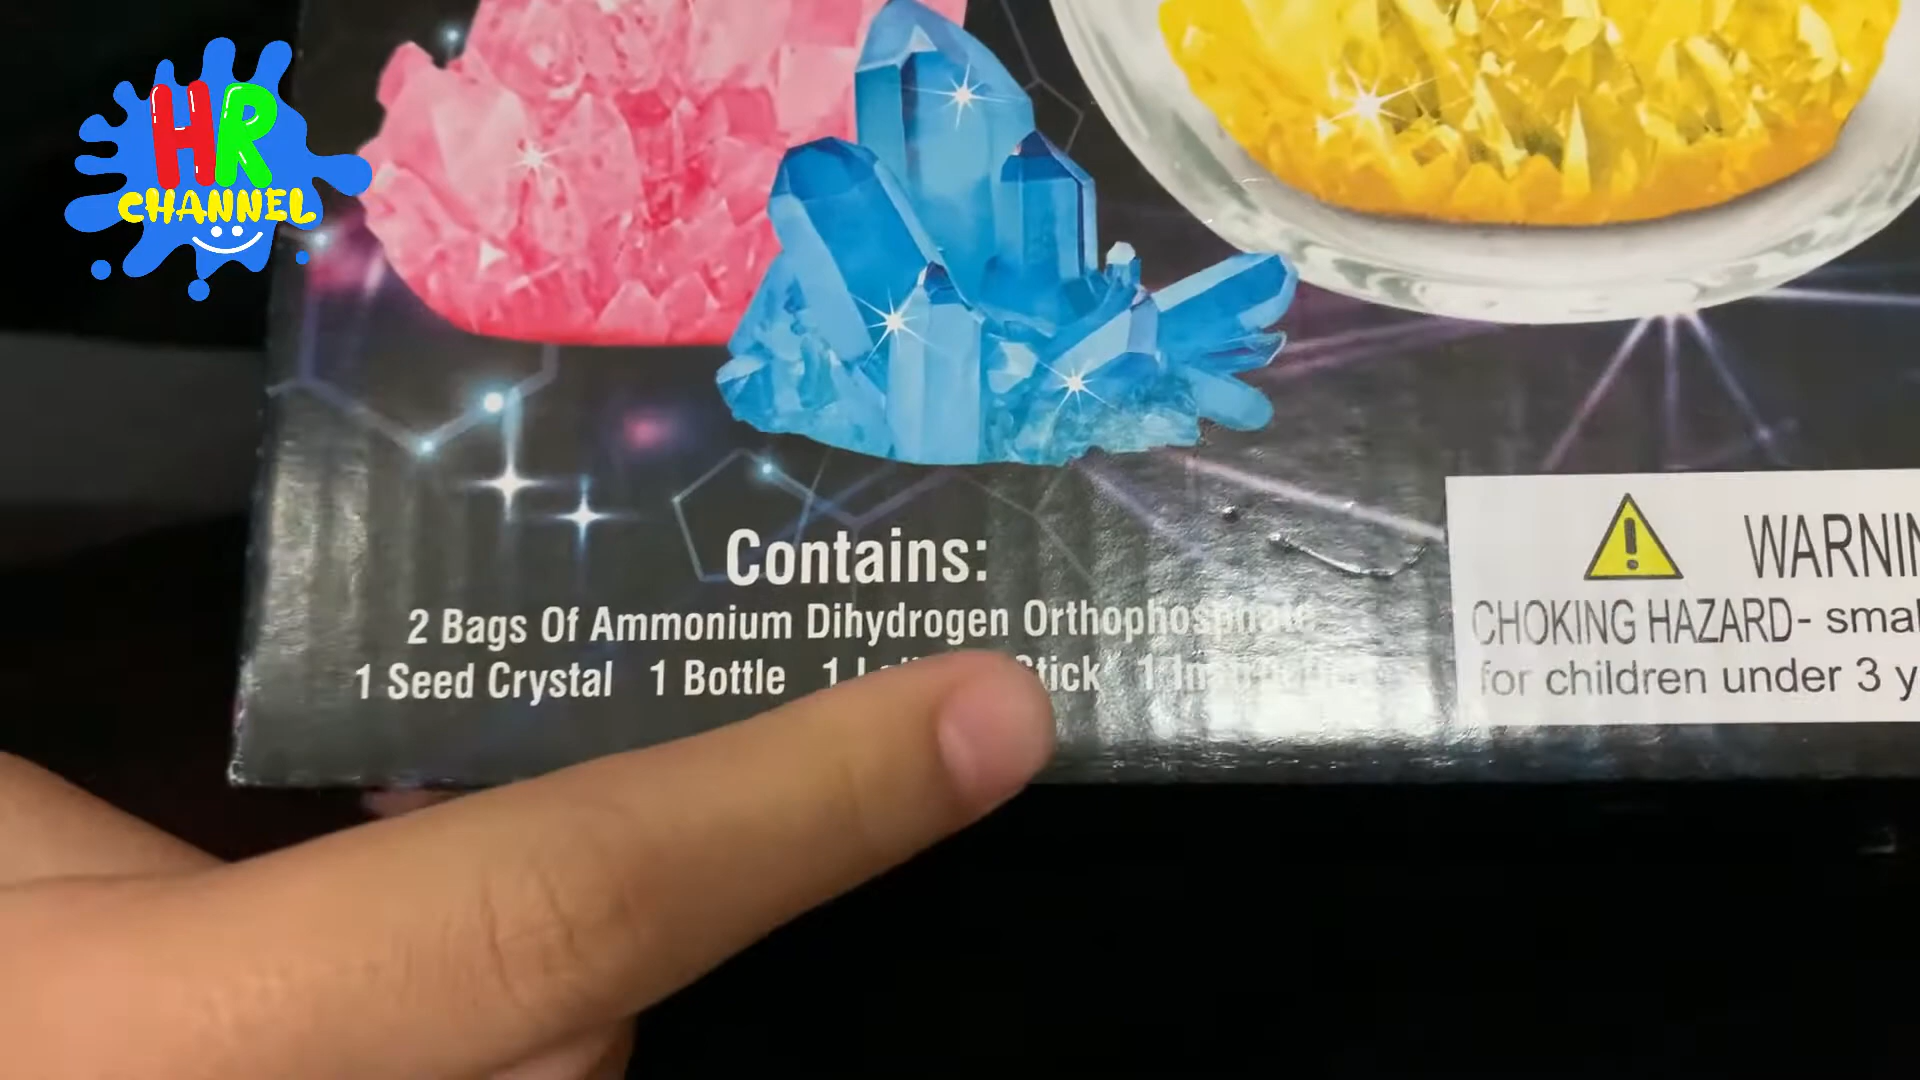 HR
CHANNEL
Contains:
2 Bags Of Ammonium Dihydrogen Orthophosphate
1 Seed Crystal 1 Bottle 1 Stick 1
WARNIN
CHOKING HAZARD- smal
for children under 3 y